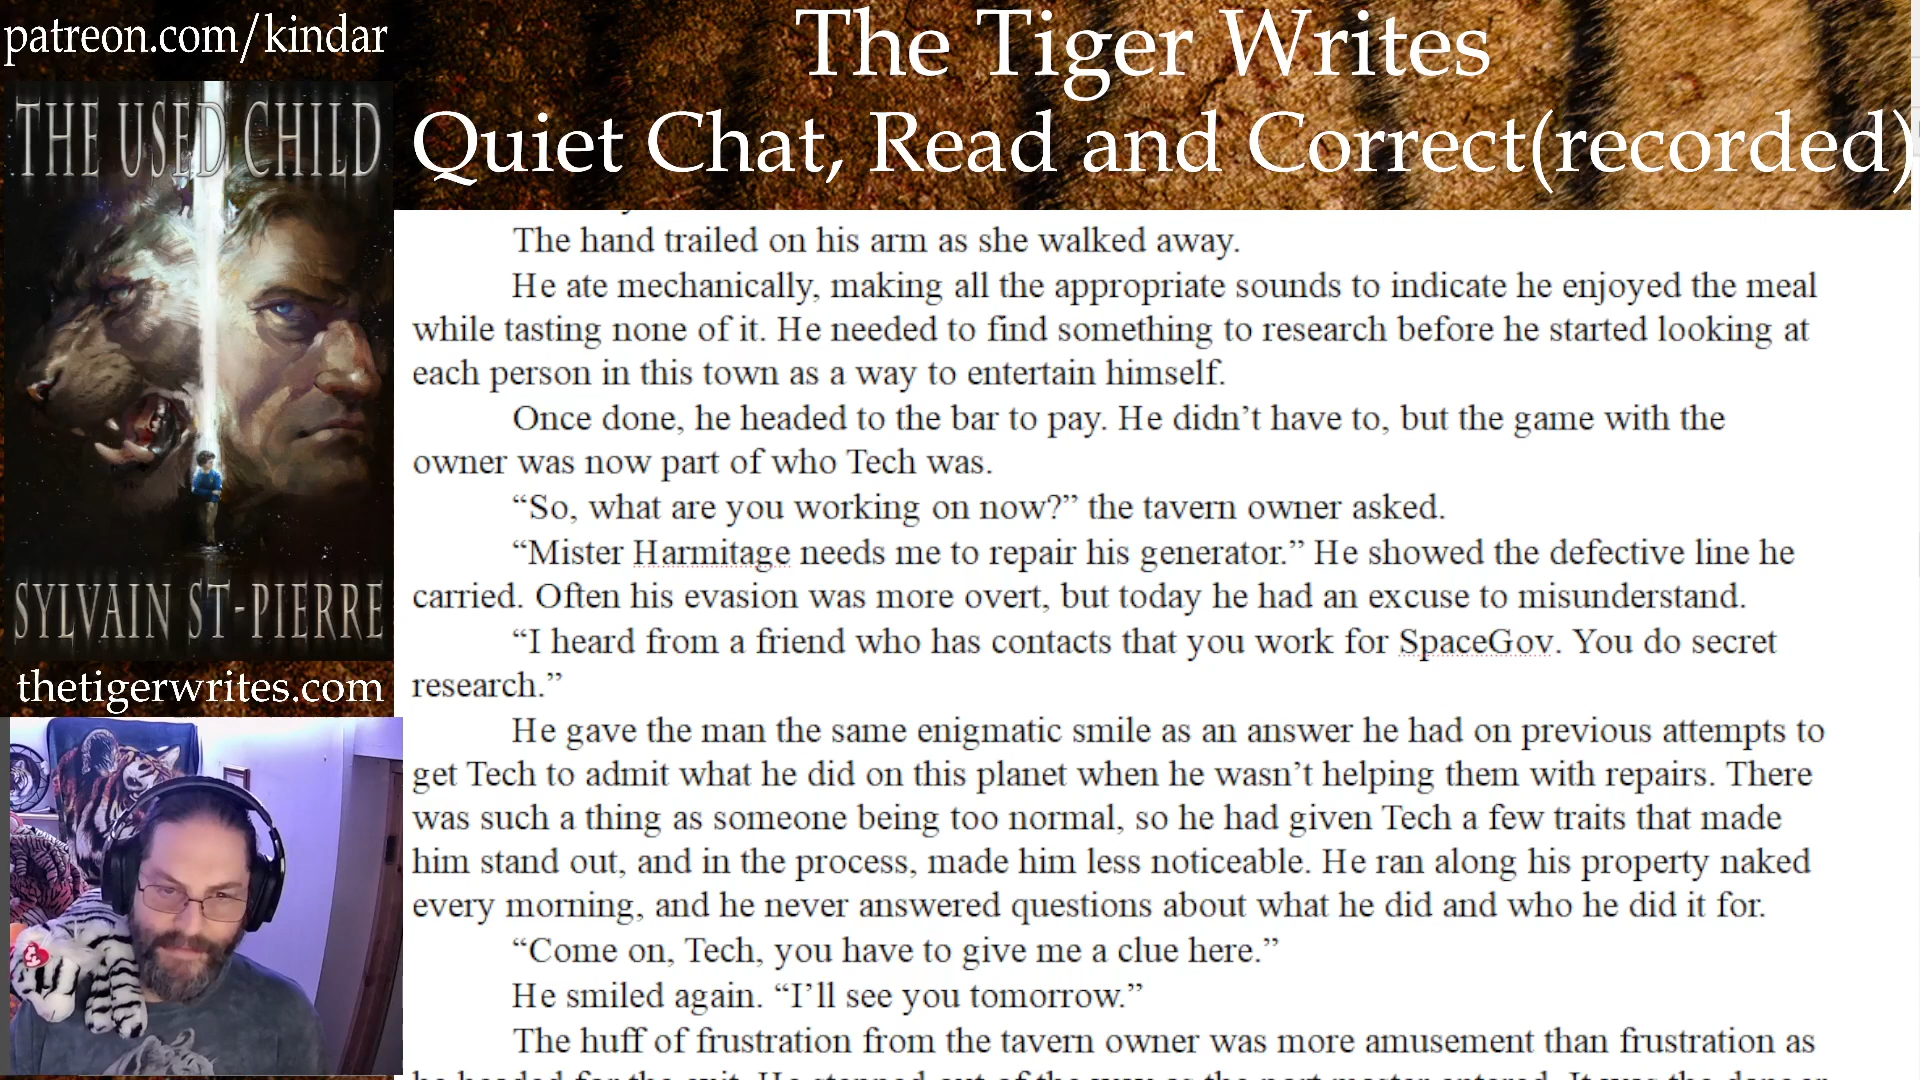 patreon.com/kindar
THE USED CHILD
SYLVAIN ST-PIERRE
thetigerwrites.com
The Tiger Writes
Quiet Chat, Read and Correct(recorded)
The hand trailed on his arm as she walked away.
He ate mechanically, making all the appropriate sounds to indicate he enjoyed the meal
while tasting none of it. He needed to find something to research before he started looking at
each person in this town as a way to entertain himself.
Once done, he headed to the bar to pay. He didn’t have to, but the game with the
owner was now part of who Tech was.
“So, what are you working on now?” the tavern owner asked.
“Mister Harmitage needs me to repair his generator.” He showed the defective line he
carried. Often his evasion was more overt, but today he had an excuse to misunderstand.
“I heard from a friend who has contacts that you work for SpaceGov. You do secret
research.”
He gave the man the same enigmatic smile as an answer he had on previous attempts to
get Tech to admit what he did on this planet when he wasn’t helping them with repairs. There
was such a thing as someone being too normal, so he had given Tech a few traits that made
him stand out, and in the process, made him less noticeable. He ran along his property naked
every morning, and he never answered questions about what he did and who he did it for.
“Come on, Tech, you have to give me a clue here.”
He smiled again. “I’ll see you tomorrow.”
The huff of frustration from the tavern owner was more amusement than frustration as